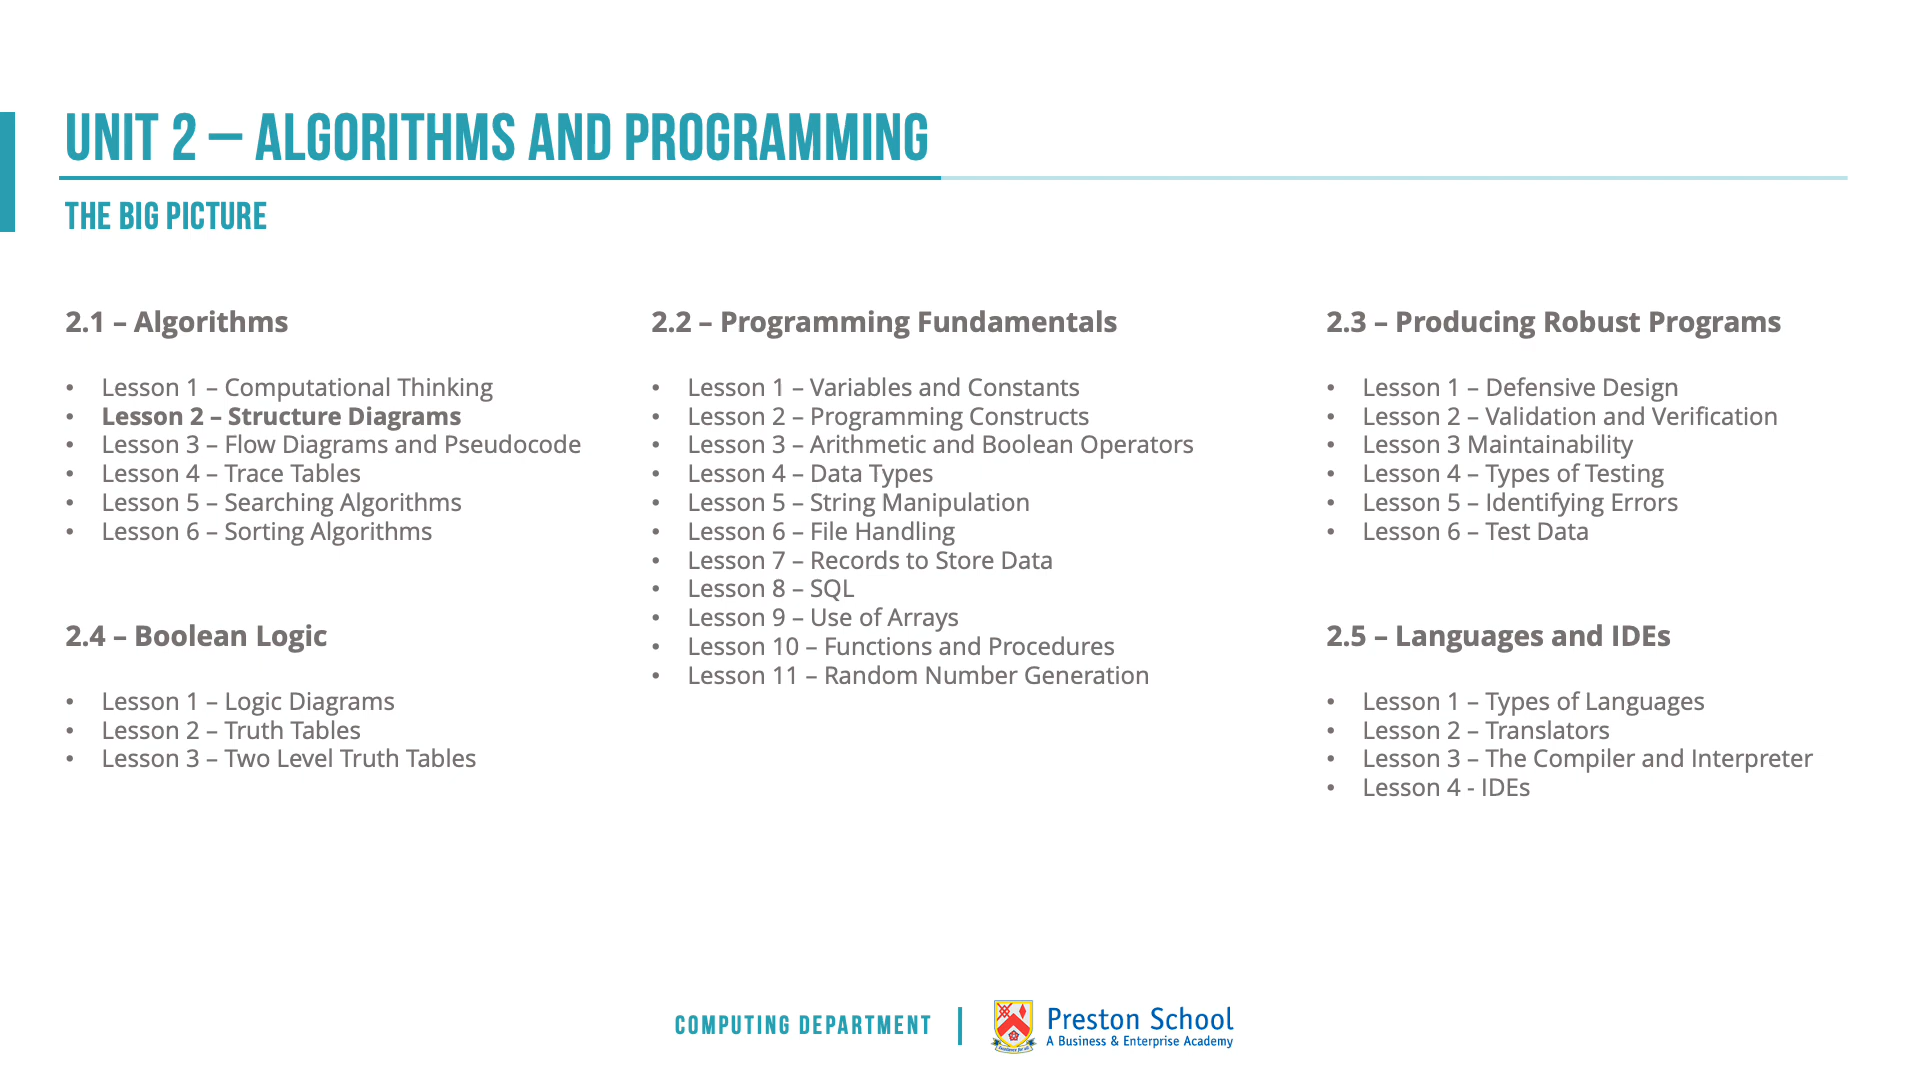 UNIT 2 – ALGORITHMS AND PROGRAMMING
THE BIG PICTURE
2.1 – Algorithms
• Lesson 1 – Computational Thinking
• Lesson 2 – Structure Diagrams
• Lesson 3 – Flow Diagrams and Pseudocode
• Lesson 4 – Trace Tables
• Lesson 5 – Searching Algorithms
• Lesson 6 – Sorting Algorithms
2.4 – Boolean Logic
• Lesson 1 – Logic Diagrams
• Lesson 2 – Truth Tables
• Lesson 3 – Two Level Truth Tables
2.2 – Programming Fundamentals
• Lesson 1 – Variables and Constants
• Lesson 2 – Programming Constructs
• Lesson 3 – Arithmetic and Boolean Operators
• Lesson 4 – Data Types
• Lesson 5 – String Manipulation
• Lesson 6 – File Handling
• Lesson 7 – Records to Store Data
• Lesson 8 – SQL
• Lesson 9 – Use of Arrays
• Lesson 10 – Functions and Procedures
• Lesson 11 – Random Number Generation
2.3 – Producing Robust Programs
• Lesson 1 – Defensive Design
• Lesson 2 – Validation and Verification
• Lesson 3 Maintainability
• Lesson 4 – Types of Testing
• Lesson 5 – Identifying Errors
• Lesson 6 – Test Data
2.5 – Languages and IDEs
• Lesson 1 – Types of Languages
• Lesson 2 – Translators
• Lesson 3 – The Compiler and Interpreter
• Lesson 4 - IDEs
COMPUTING DEPARTMENT
Preston School
A Business & Enterprise Academy